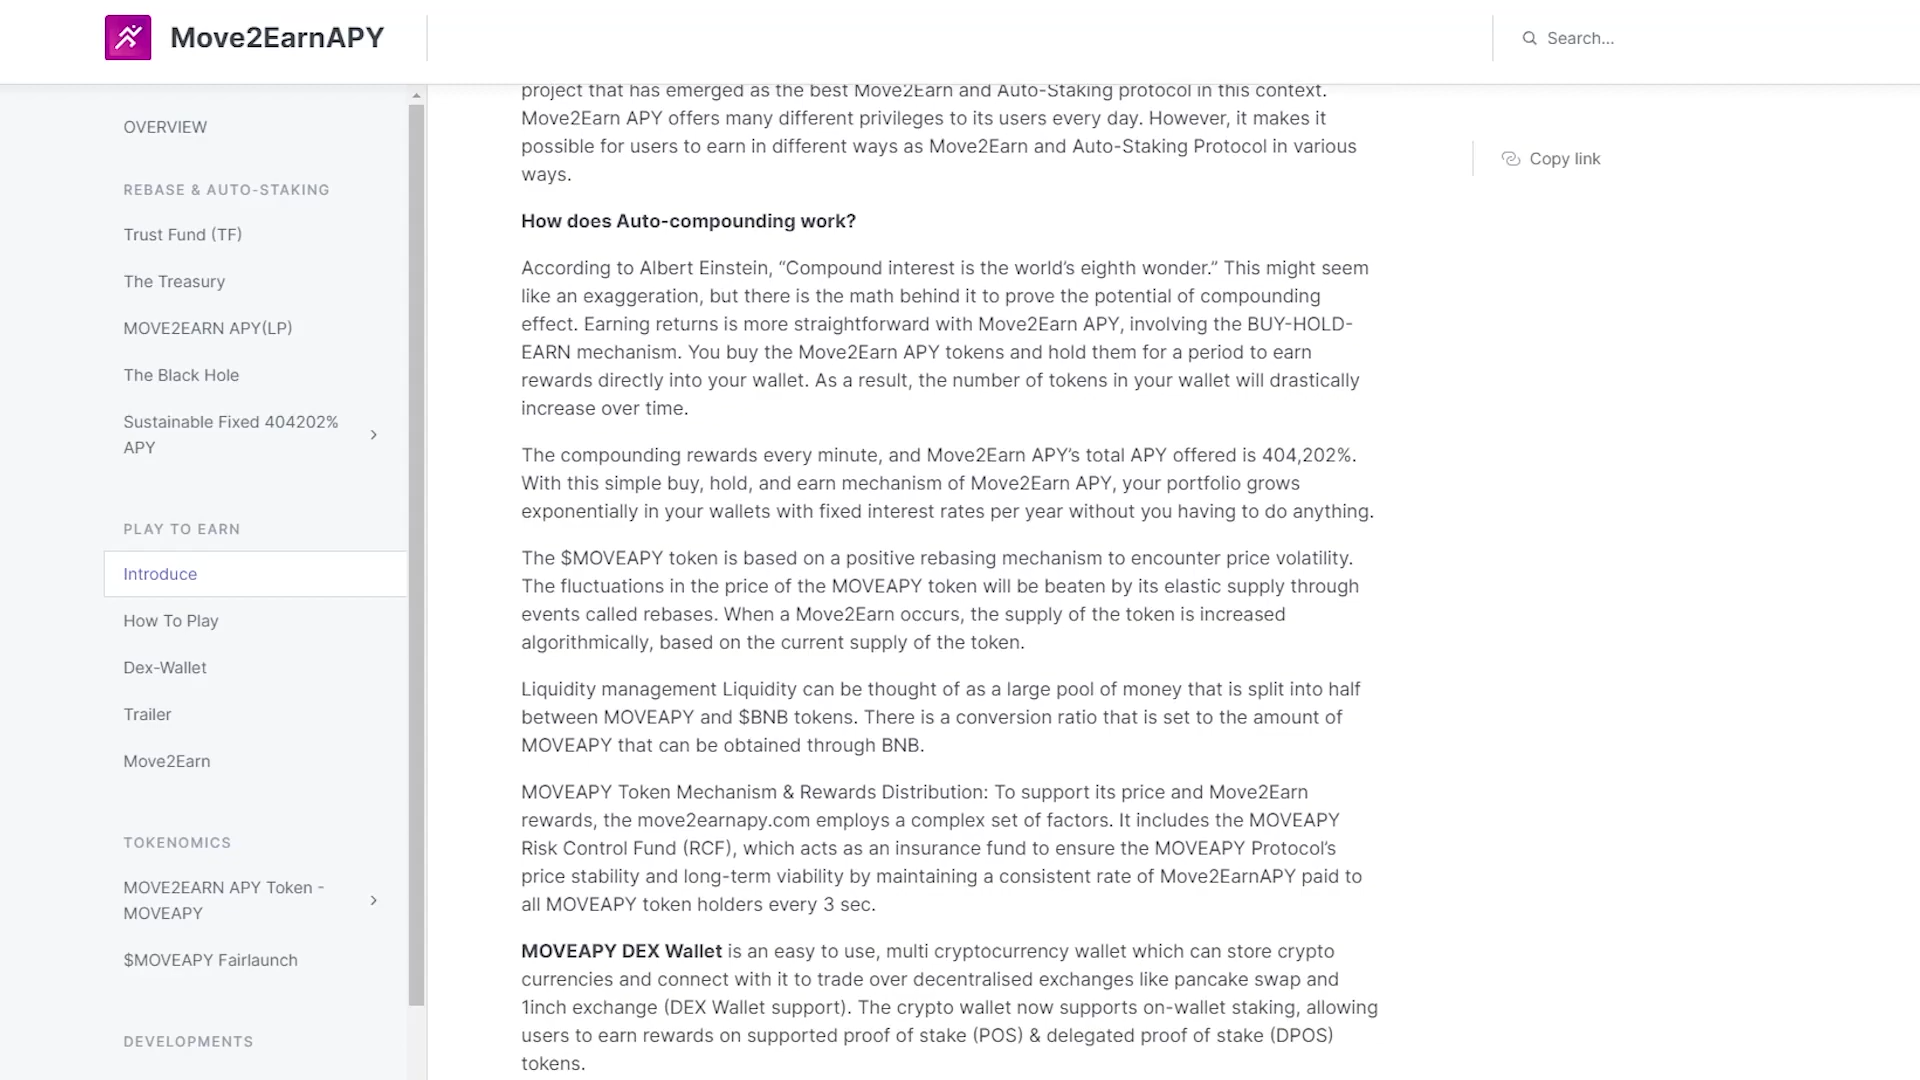 Move2EarnAPY
Search...
OVERVIEW
REBASE & AUTO-STAKING
Trust Fund (TF)
The Treasury
MOVE2EARN APY(LP)
The Black Hole
Sustainable Fixed 404202%
APY
PLAY TO EARN
Introduce
How To Play
Dex-Wallet
Trailer
Move2Earn
TOKENOMICS
MOVE2EARN APY Token -
MOVEAPY
$MOVEAPY Fairlaunch
DEVELOPMENTS
project that has emerged as the best Move2Earn and Auto-Staking protocol in this context.
Move2Earn APY offers many different privileges to its users every day. However, it makes it
possible for users to earn in different ways as Move2Earn and Auto-Staking Protocol in various
ways.
How does Auto-compounding work?
According to Albert Einstein, “Compound interest is the world’s eighth wonder.” This might seem
like an exaggeration, but there is the math behind it to prove the potential of compounding
effect. Earning returns is more straightforward with Move2Earn APY, involving the BUY-HOLD-
EARN mechanism. You buy the Move2Earn APY tokens and hold them for a period to earn
rewards directly into your wallet. As a result, the number of tokens in your wallet will drastically
increase over time.
The compounding rewards every minute, and Move2Earn APY’s total APY offered is 404,202%.
With this simple buy, hold, and earn mechanism of Move2Earn APY, your portfolio grows
exponentially in your wallets with fixed interest rates per year without you having to do anything.
The $MOVEAPY token is based on a positive rebasing mechanism to encounter price volatility.
The fluctuations in the price of the MOVEAPY token will be beaten by its elastic supply through
events called rebases. When a Move2Earn occurs, the supply of the token is increased
algorithmically, based on the current supply of the token.
Liquidity management Liquidity can be thought of as a large pool of money that is split into half
between MOVEAPY and $BNB tokens. There is a conversion ratio that is set to the amount of
MOVEAPY that can be obtained through BNB.
MOVEAPY Token Mechanism & Rewards Distribution: To support its price and Move2Earn
rewards, the move2earnapy.com employs a complex set of factors. It includes the MOVEAPY
Risk Control Fund (RCF), which acts as an insurance fund to ensure the MOVEAPY Protocol’s
price stability and long-term viability by maintaining a consistent rate of Move2EarnAPY paid to
all MOVEAPY token holders every 3 sec.
MOVEAPY DEX Wallet is an easy to use, multi cryptocurrency wallet which can store crypto
currencies and connect with it to trade over decentralised exchanges like pancake swap and
1inch exchange (DEX Wallet support). The crypto wallet now supports on-wallet staking, allowing
users to earn rewards on supported proof of stake (POS) & delegated proof of stake (DPOS)
tokens.
Copy link